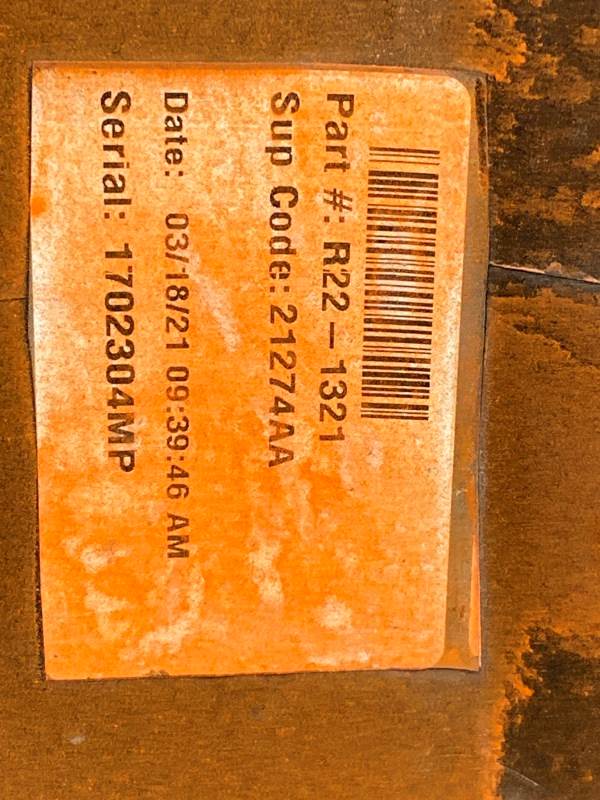 Part #: R22-1321
Sup Code: 21274AA
Date: 03/18/21 09:39:46 AM
Serial: 1702304MP